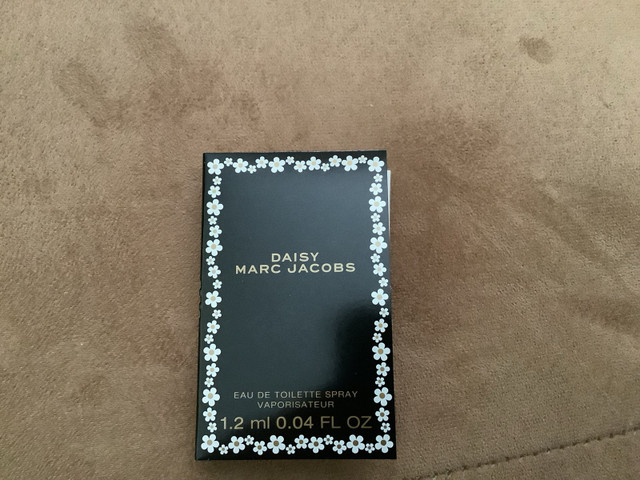 DAISY
MARC JACOBS
EAU DE TOILETTE SPRAY
VAPORISATEUR
1.2 ml 0.04 FL OZ